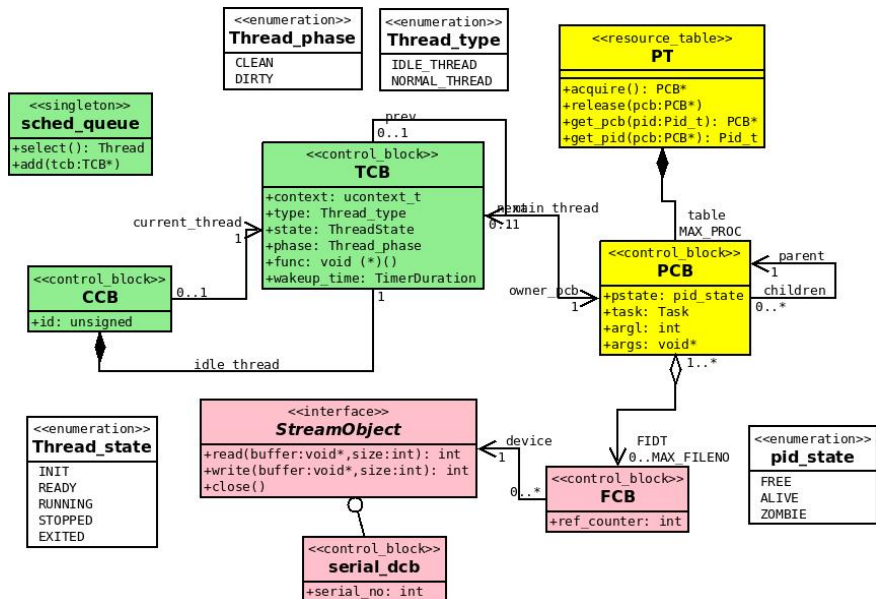 <<enumeration>>
Thread_phase
CLEAN
DIRTY
<<enumeration>>
Thread_type
IDLE_THREAD
NORMAL_THREAD
<<resource_table>>
PT
+acquire(): PCB*
+release(pcb:PCB*)
+get_pcb(pid:Pid_t): PCB*
+get_pid(pcb:PCB*): Pid_t
<<singleton>>
sched_queue
+select(): Thread
+add(tcb:TCB*)
prev
0..1
<<control_block>>
TCB
+context: ucontext_t
+type: Thread_type
+state: ThreadState
+phase: Thread_phase
+func: void (*)()
+wakeup_time: TimerDuration
current_thread
1
next
0..1
main_thread
1
table
MAX_PROC
<<control_block>>
CCB
+id: unsigned
0..1
owner_pcb
1
<<control_block>>
PCB
+pstate: pid_state
+task: Task
+argl: int
+args: void*
parent
1
children
0..*
1
idle_thread
1..*
<<enumeration>>
Thread_state
INIT
READY
RUNNING
STOPPED
EXITED
<<interface>>
StreamObject
+read(buffer:void*,size:int): int
+write(buffer:void*,size:int): int
+close()
device
1
0..*
FIDT
0..MAX_FILENO
<<control_block>>
FCB
+ref_counter: int
<<enumeration>>
pid_state
FREE
ALIVE
ZOMBIE
<<control_block>>
serial_dcb
+serial_no: int